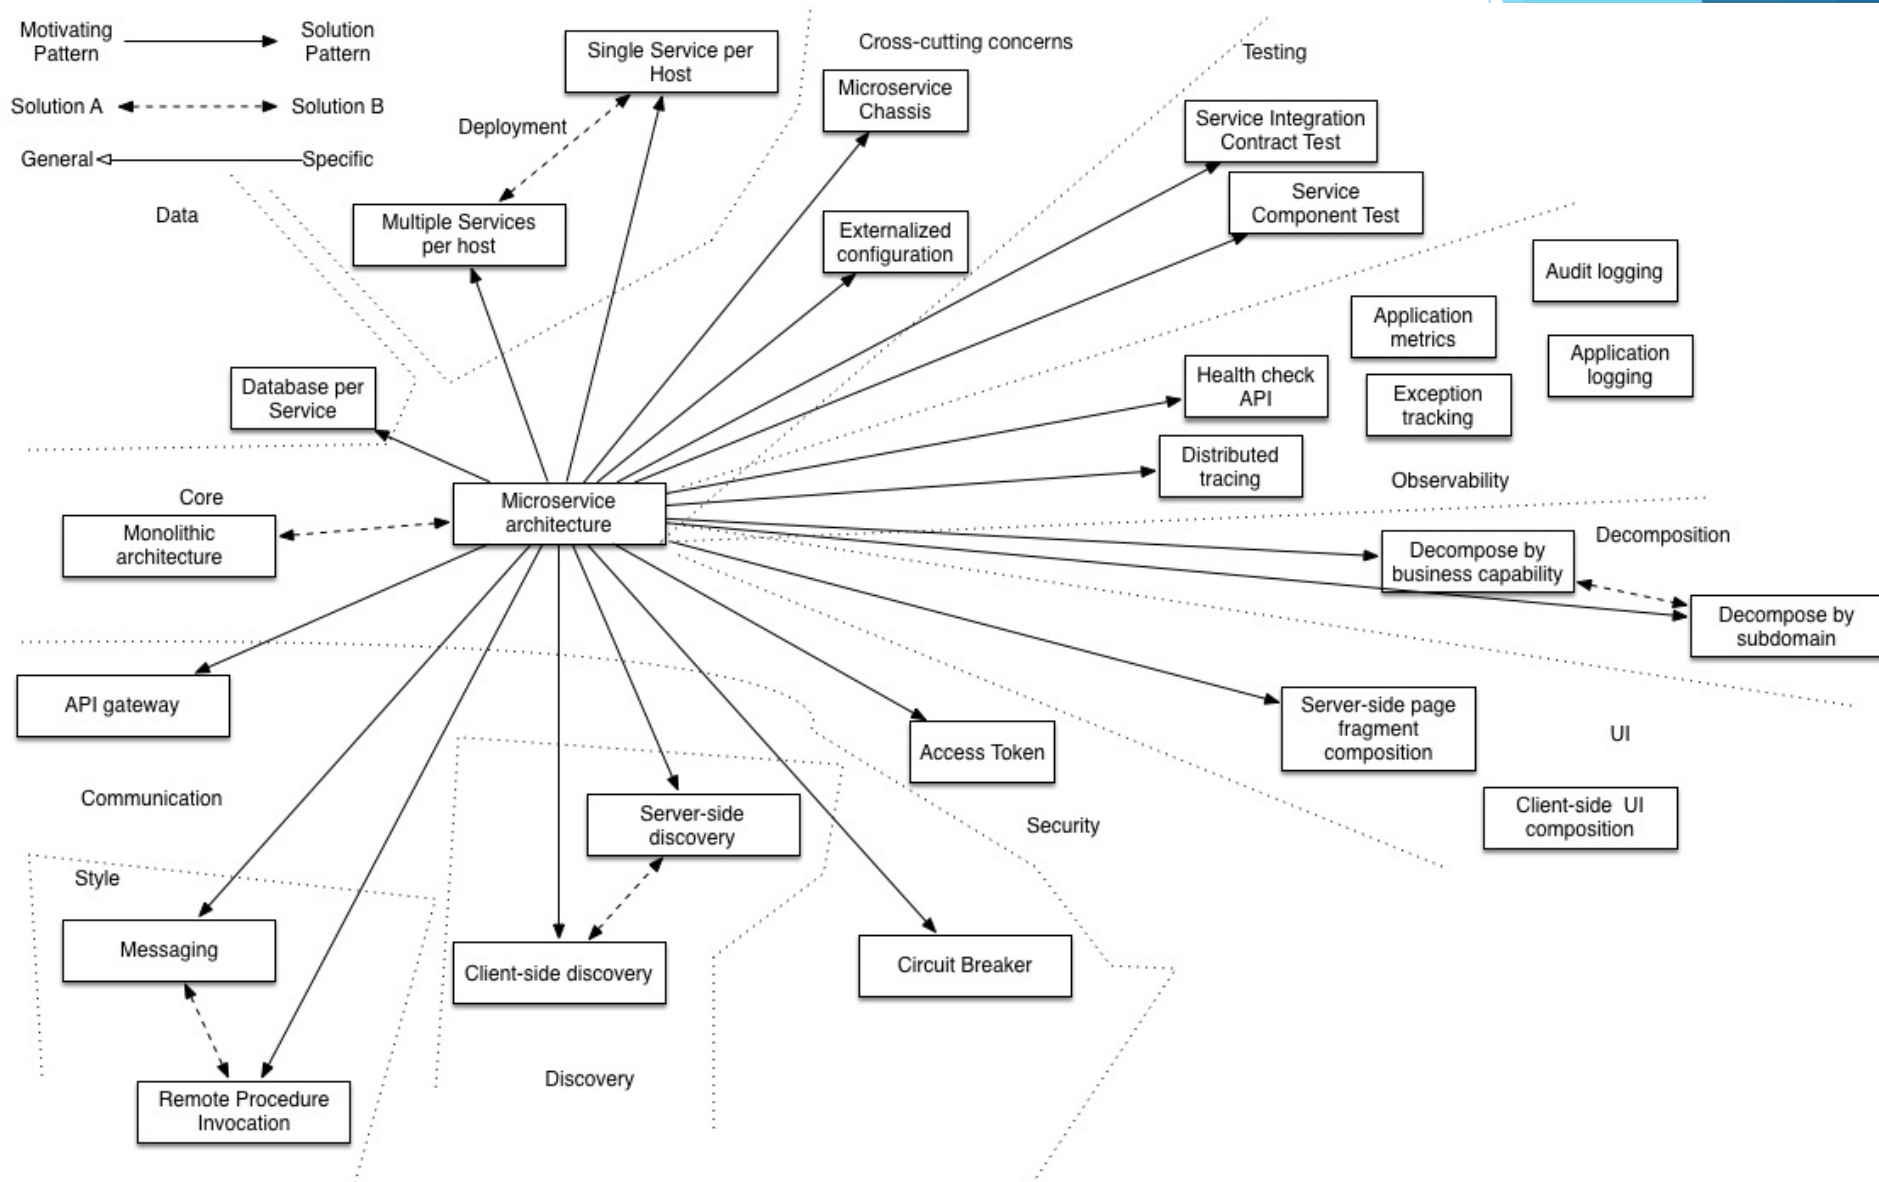 Motivating
Pattern
Solution
Pattern
Solution A
Solution B
General
Specific
Data
Deployment
Single Service per
Host
Multiple Services
per host
Cross-cutting concerns
Microservice
Chassis
Externalized
configuration
Testing
Service Integration
Contract Test
Service
Component Test
Audit logging
Application
metrics
Application
logging
Health check
API
Exception
tracking
Distributed
tracing
Observability
Database per
Service
Core
Monolithic
architecture
Microservice
architecture
Decomposition
Decompose by
business capability
Decompose by
subdomain
API gateway
Communication
Access Token
Server-side page
fragment
composition
UI
Client-side UI
composition
Server-side
discovery
Security
Style
Messaging
Client-side discovery
Circuit Breaker
Discovery
Remote Procedure
Invocation